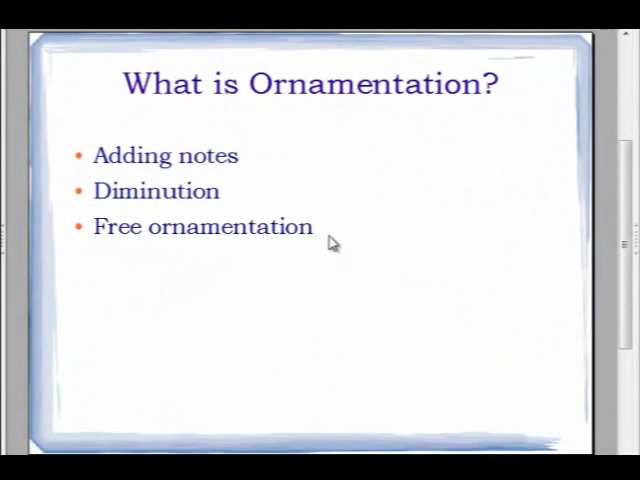 What is Ornamentation?
• Adding notes
• Diminution
• Free ornamentation